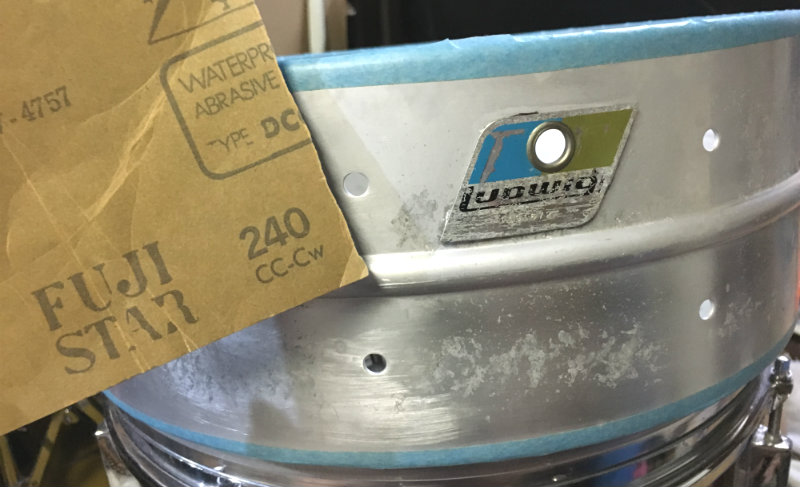 -4757
WATERPR
ABRASIVE
TYPE DC
240
CC-Cw
FUJI
STAR
Ludwig